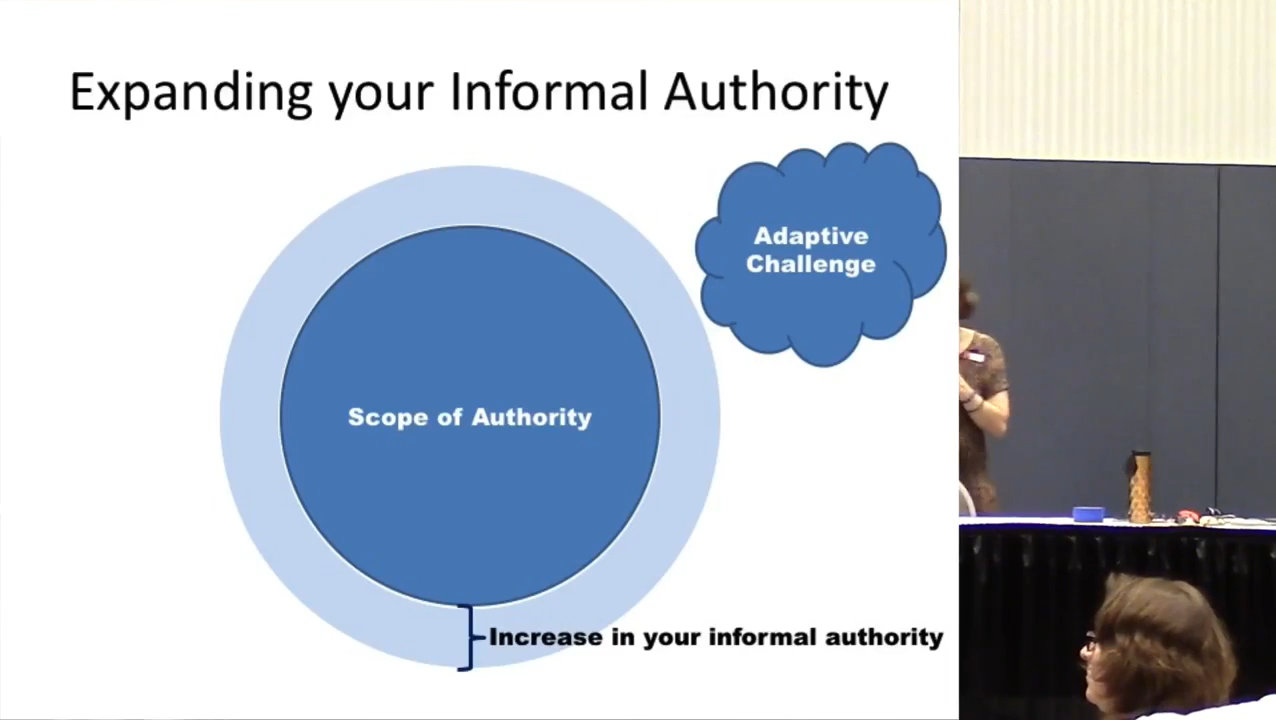 Expanding your Informal Authority
Adaptive
Challenge
Scope of Authority
Increase in your informal authority